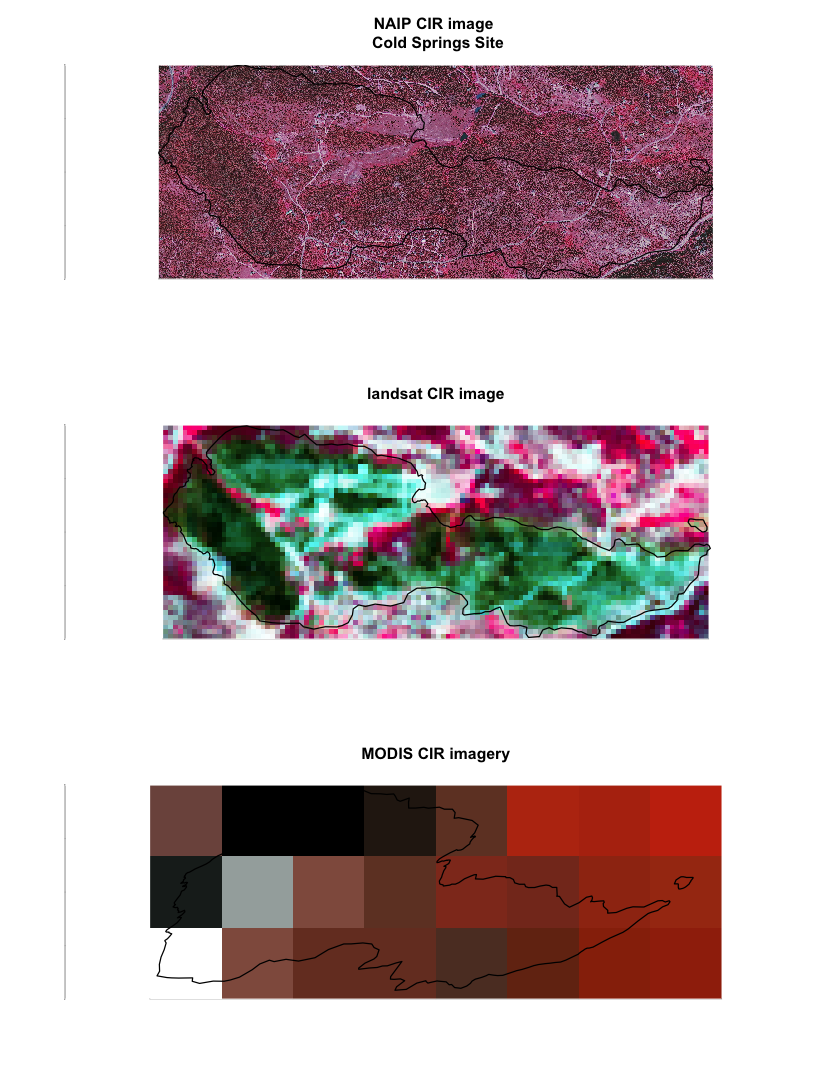 NAIP CIR image
Cold Springs Site
landsat CIR image
MODIS CIR imagery